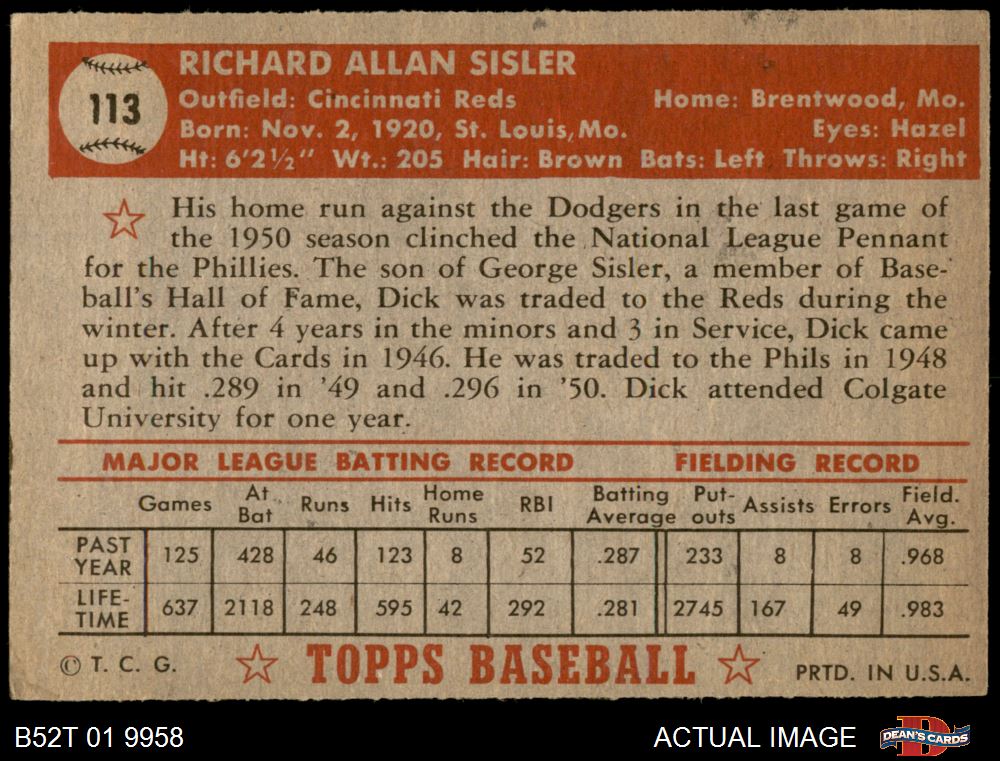 113
RICHARD ALLAN SISLER
Outfield: Cincinnati Reds Home: Brentwood, Mo.
Born: Nov. 2, 1920, St. Louis, Mo. Eyes: Hazel
Ht: 6'2½" Wt.: 205 Hair: Brown Bats: Left Throws: Right
His home run against the Dodgers in the last game of
the 1950 season clinched the National League Pennant
for the Phillies. The son of George Sisler, a member of Base-
ball's Hall of Fame, Dick was traded to the Reds during the
winter. After 4 years in the minors and 3 in Service, Dick came
up with the Cards in 1946. He was traded to the Phils in 1948
and hit .289 in '49 and .296 in '50. Dick attended Colgate
University for one year.
MAJOR LEAGUE BATTING RECORD FIELDING RECORD
Games At Bat Runs Hits Home Runs RBI Batting Average Put-outs Assists Errors Field. Avg.
PAST YEAR 125 428 46 123 8 52 .287 233 8 8 .968
LIFE-TIME 637 2118 248 595 42 292 .281 2745 167 49 .983
© T. C. G. TOPPS BASEBALL PRTD. IN U.S.A.
B52T 01 9958 ACTUAL IMAGE D DEAN'S CARDS